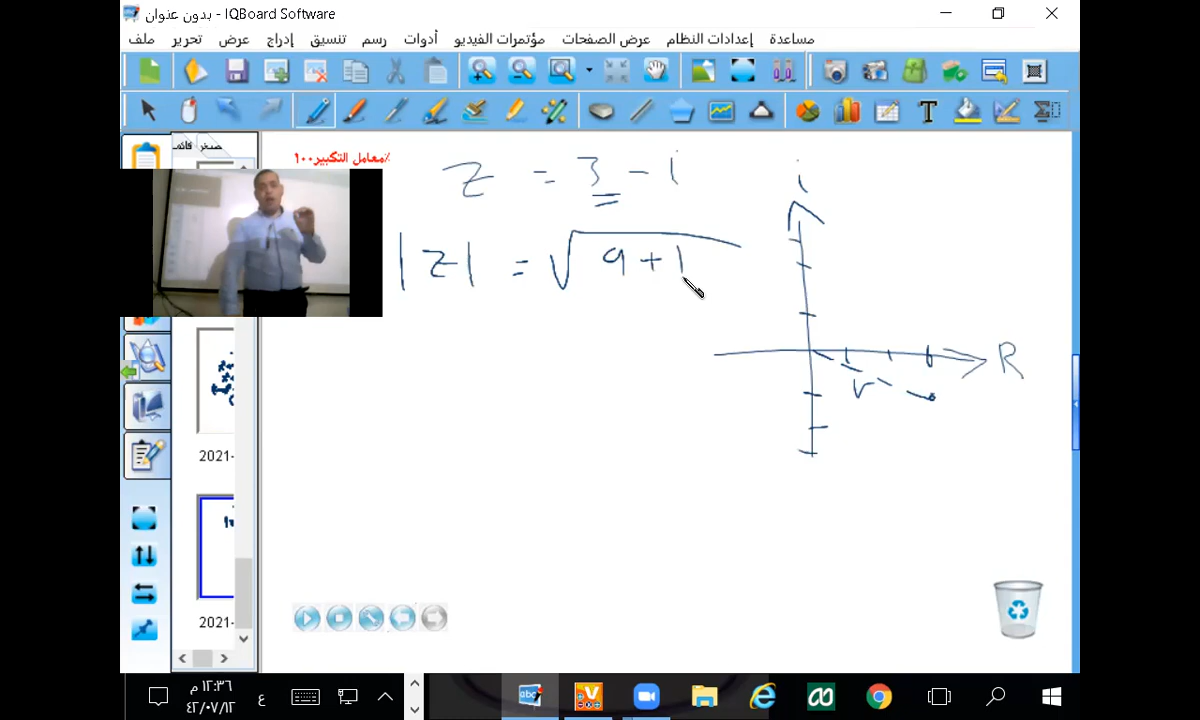 بدون عنوان - IQBoard Software
ملف تحرير عرض إدراج تنسيق رسم أدوات مؤتمرات الفيديو عرض الصفحات إعدادات النظام مساعدة
معامل التكبير١٠٠٪
z = 3 - i
|z| = √9+1
i
R
2021-
2021-
١٢:٣٦ م
٤٢/٠٧/١٢
ع